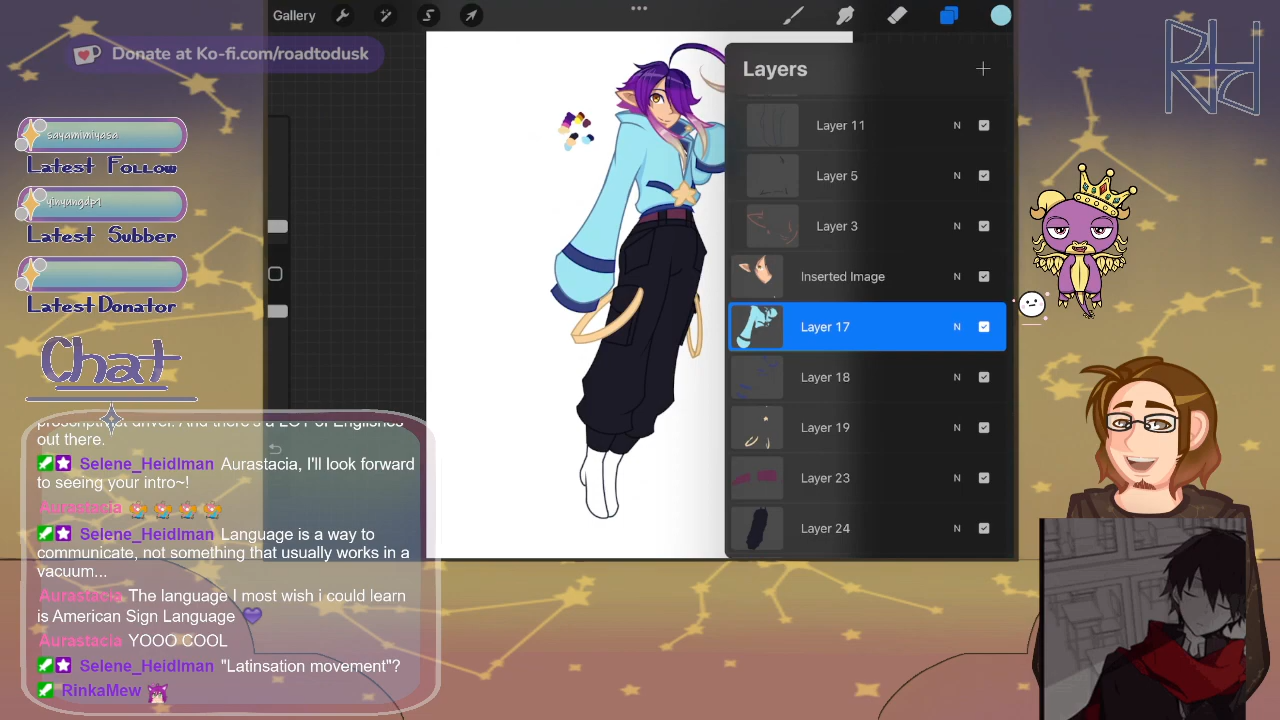 Gallery
Donate at Ko-fi.com/roadtodusk
Layers
Layer 11 N
Layer 5 N
Layer 3 N
Inserted Image N
Layer 17 N
Layer 18 N
Layer 19 N
Layer 23 N
Layer 24 N
sayamimiyasa
Latest Follow
yinyungdp1
Latest Subber
Latest Donator
Chat
out there.
Selene_Heidlman Aurastacia, I'll look forward
to seeing your intro~!
Aurastacia
Selene_Heidlman Language is a way to
communicate, not something that usually works in a
vacuum...
Aurastacia The language I most wish i could learn
is American Sign Language
Aurastacia YOOO COOL
Selene_Heidlman "Latinsation movement"?
RinkaMew